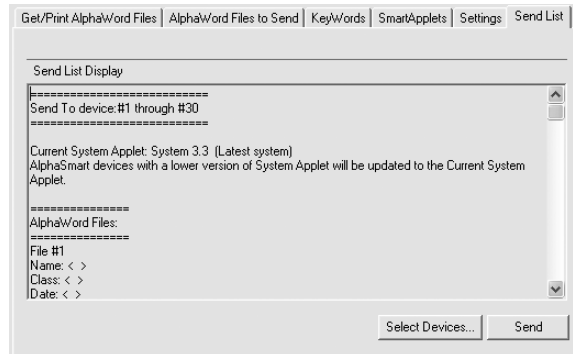 Get/Print AlphaWord Files AlphaWord Files to Send KeyWords SmartApplets Settings Send List
Send List Display
==========================
Send To device:#1 through #30
==========================
Current System Applet: System 3.3 (Latest system)
AlphaSmart devices with a lower version of System Applet will be updated to the Current System
Applet.
===============
AlphaWord Files:
===============
File #1
Name: < >
Class: < >
Date: < >
Select Devices... Send